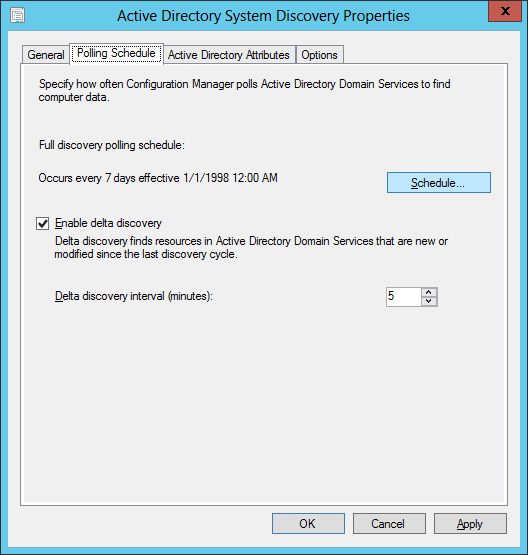 Active Directory System Discovery Properties
x
General Polling Schedule Active Directory Attributes Options
Specify how often Configuration Manager polls Active Directory Domain Services to find
computer data.
Full discovery polling schedule:
Occurs every 7 days effective 1/1/1998 12:00 AM
Schedule...
Enable delta discovery
Delta discovery finds resources in Active Directory Domain Services that are new or
modified since the last discovery cycle.
Delta discovery interval (minutes): 5
OK Cancel Apply